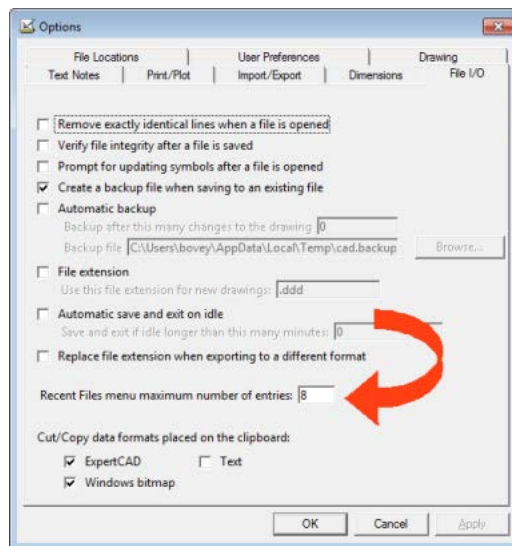 Options
File Locations User Preferences Drawing
Text Notes Print/Plot Import/Export Dimensions File I/O
Remove exactly identical lines when a file is opened
Verify file integrity after a file is saved
Prompt for updating symbols after a file is opened
Create a backup file when saving to an existing file
Automatic backup
Backup after this many changes to the drawing 0
Backup file C:\Users\bovey\AppData\Local\Temp\cad.backup Browse...
File extension
Use this file extension for new drawings: .ddd
Automatic save and exit on idle
Save and exit if idle longer than this many minutes: 0
Replace file extension when exporting to a different format
Recent Files menu maximum number of entries: 8
Cut/Copy data formats placed on the clipboard:
ExpertCAD Text
Windows bitmap
OK Cancel Apply